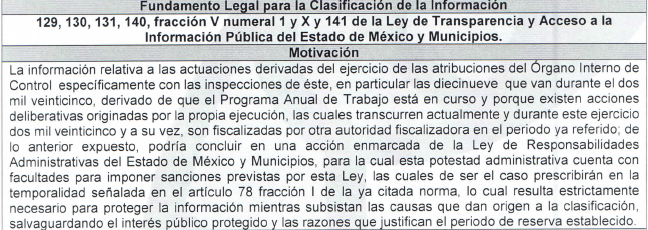 Fundamento Legal para la Clasificación de la Información
129, 130, 131, 140, fracción V numeral 1 y X y 141 de la Ley de Transparencia y Acceso a la
Información Pública del Estado de México y Municipios.
Motivación
La información relativa a las actuaciones derivadas del ejercicio de las atribuciones del Órgano Interno de
Control específicamente con las inspecciones de éste, en particular las diecinueve que van durante el dos
mil veinticinco, derivado de que el Programa Anual de Trabajo está en curso y porque existen acciones
deliberativas originadas por la propia ejecución, las cuales transcurren actualmente y durante este ejercicio
dos mil veinticinco y a su vez, son fiscalizadas por otra autoridad fiscalizadora en el periodo ya referido; de
lo anterior expuesto, podría concluir en una acción enmarcada de la Ley de Responsabilidades
Administrativas del Estado de México y Municipios, para la cual esta potestad administrativa cuenta con
facultades para imponer sanciones previstas por esta Ley, las cuales de ser el caso prescribirán en la
temporalidad señalada en el artículo 78 fracción I de la ya citada norma, lo cual resulta estrictamente
necesario para proteger la información mientras subsistan las causas que dan origen a la clasificación,
salvaguardando el interés público protegido y las razones que justifican el periodo de reserva establecido.